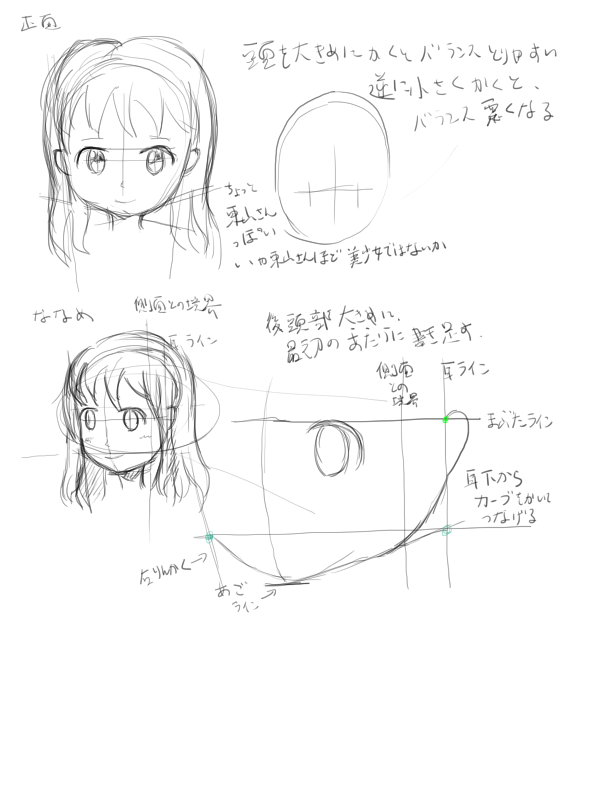 正面
頭を大きめにかくとバランスとりやすい
逆に小さくかくと、
バランス悪くなる
ちょっと
東山さん
っぽい
いか東山さんほど美少女ではないか
ななめ
側面との境界
耳ライン
後頭部大きめに、
最初のあたりに書き足す.
側面
との
境界
耳ライン
まぶたライン
耳下から
カーブをかいて
つなげる
左りんかく→
あご
ライン→